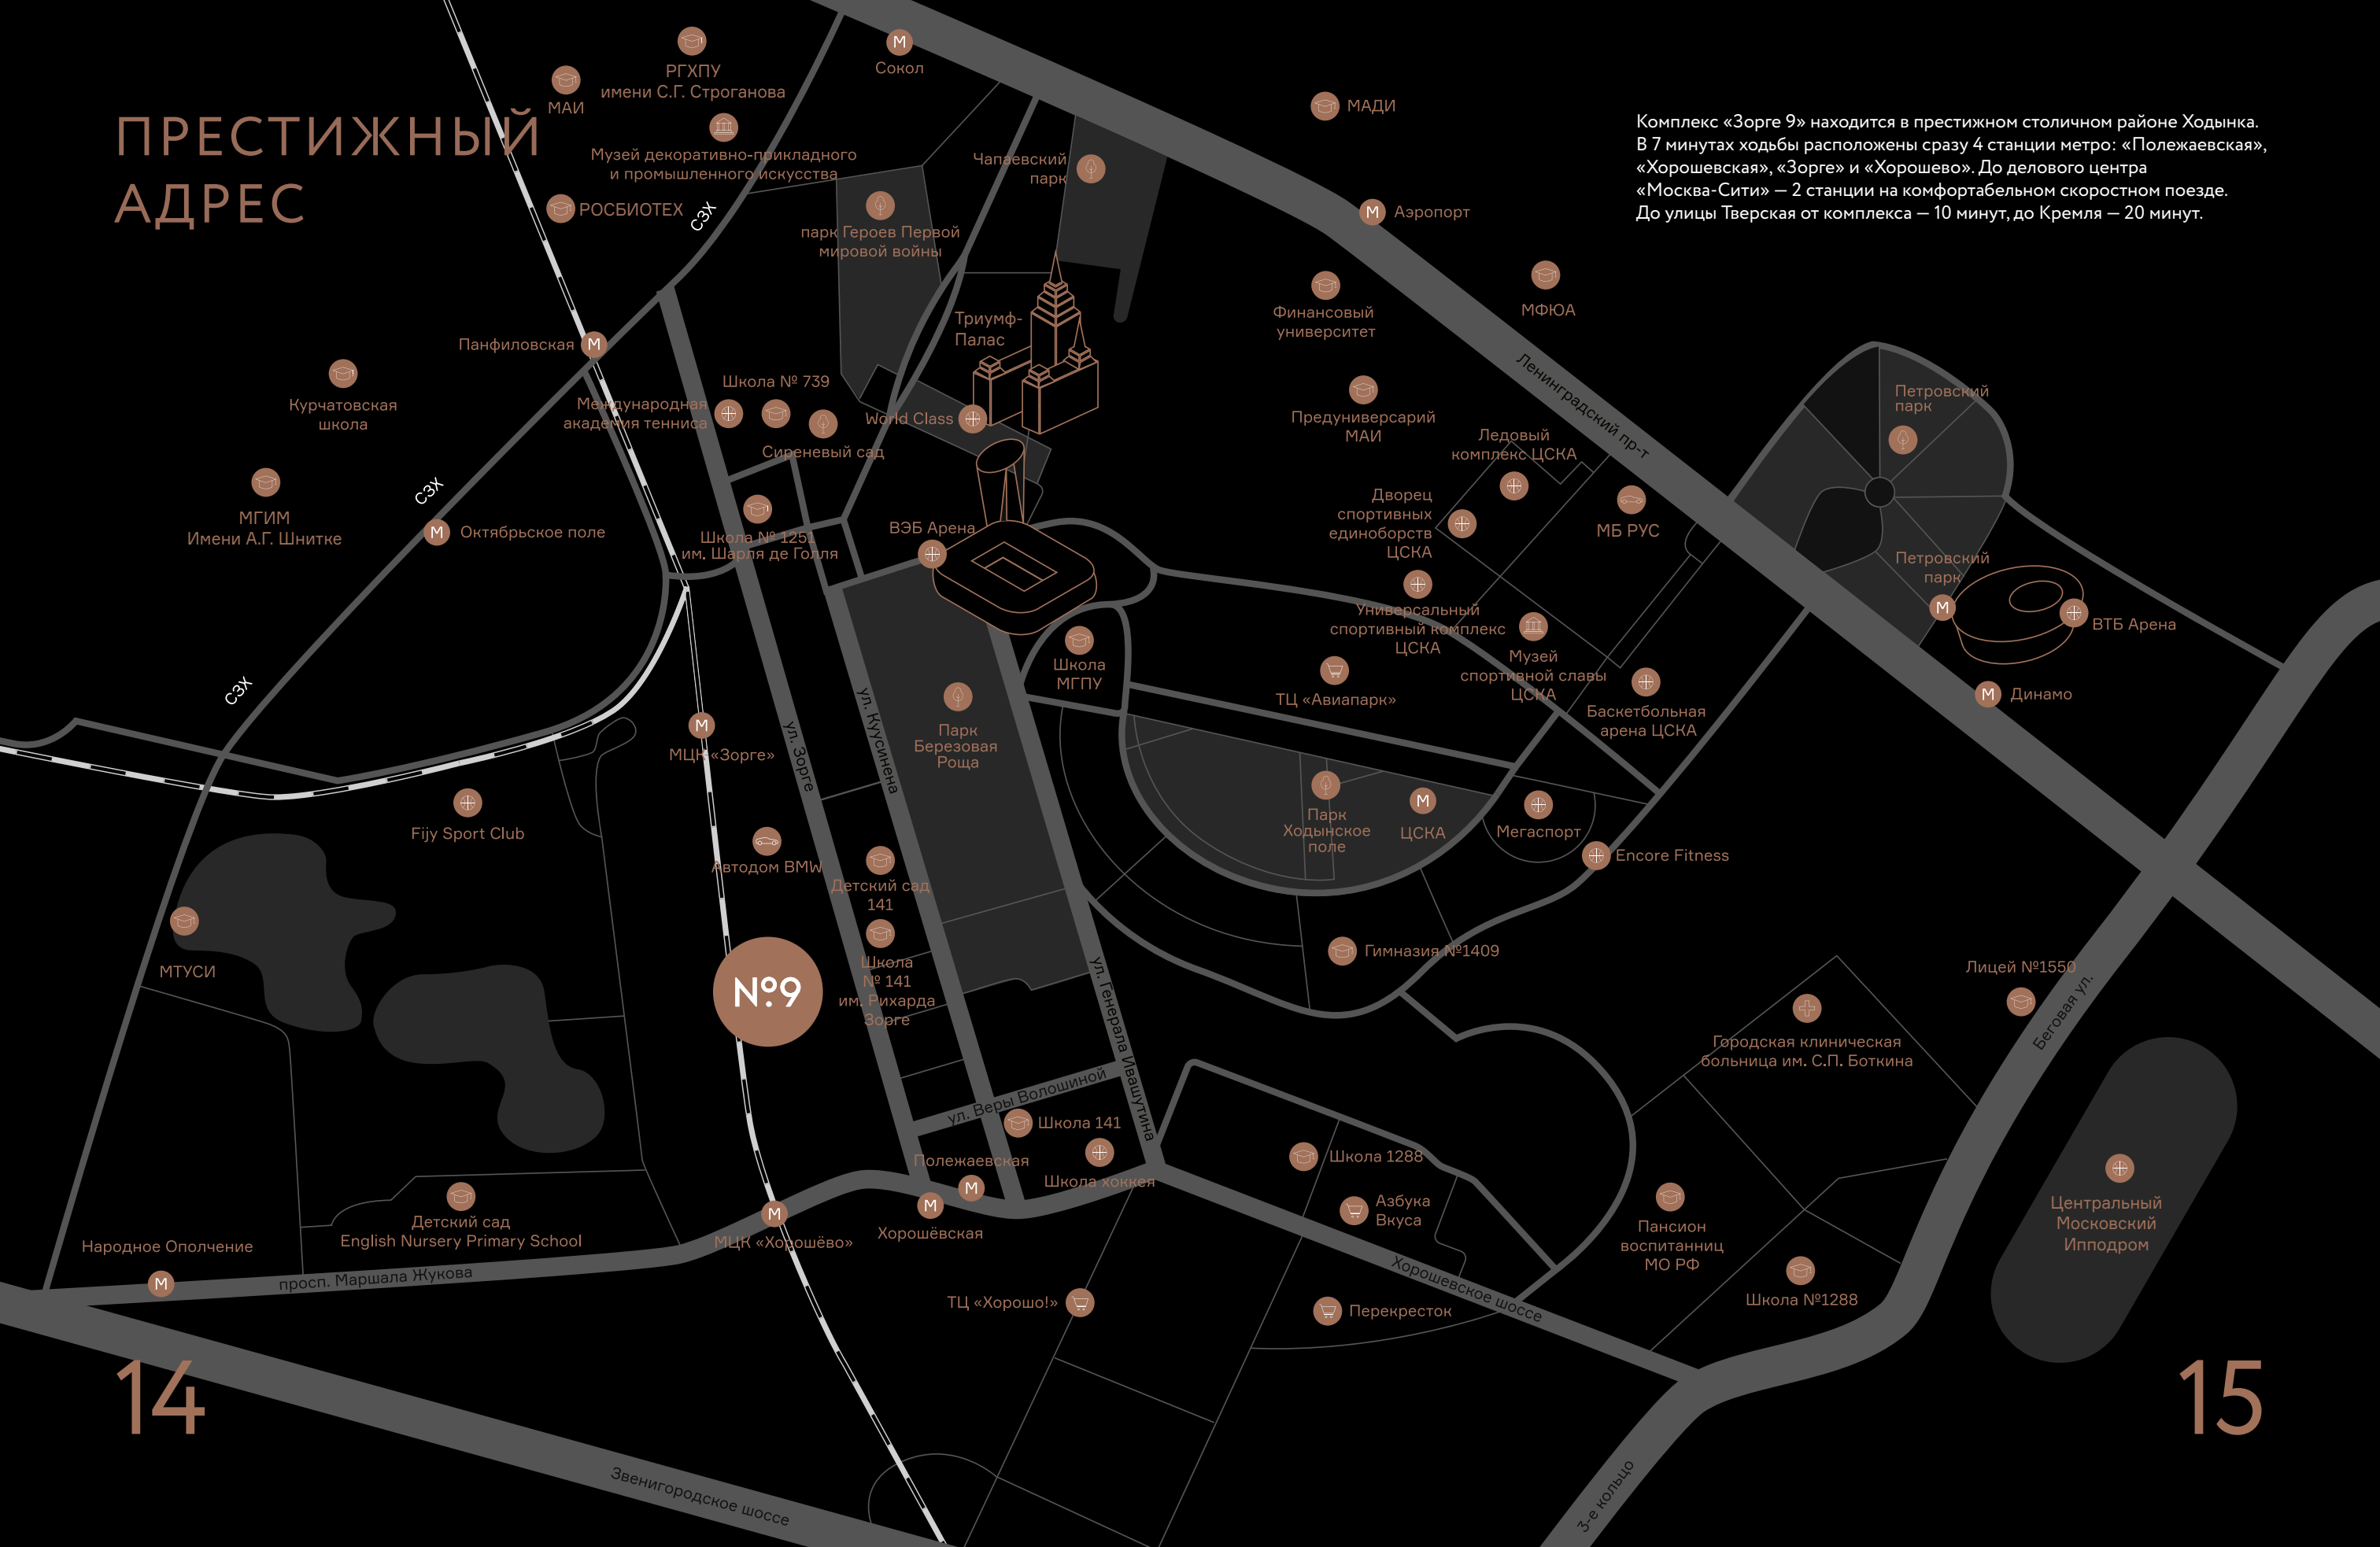 ПРЕСТИЖНЫЙ
АДРЕС
Комплекс «Зорге 9» находится в престижном столичном районе Ходынка.
В 7 минутах ходьбы расположены сразу 4 станции метро: «Полежаевская»,
«Хорошевская», «Зорге» и «Хорошево». До делового центра
«Москва-Сити» — 2 станции на комфортабельном скоростном поезде.
До улицы Тверская от комплекса — 10 минут, до Кремля — 20 минут.
РГХПУ
имени С.Г. Строганова
МАИ
М
Сокол
МАДИ
Музей декоративно-прикладного
и промышленного искусства
Чапаевский
парк
РОСБИОТЕХ
СЗХ
парк Героев Первой
мировой войны
М
Аэропорт
Финансовый
университет
МФЮА
Триумф-
Палас
Панфиловская
М
Ленинградский пр-т
Курчатовская
школа
Школа № 739
Международная
академия тенниса
Сиреневый сад
World Class
Предуниверсарий
МАИ
Петровский
парк
Ледовый
комплекс ЦСКА
СЗХ
МГИМ
Имени А.Г. Шнитке
М
Октябрьское поле
Школа № 1251
им. Шарля де Голля
ВЭБ Арена
Дворец
спортивных
единоборств
ЦСКА
МБ РУС
Петровский
парк
М
ВТБ Арена
Универсальный
спортивный комплекс
ЦСКА
Музей
спортивной славы
ЦСКА
Школа
МГПУ
ТЦ «Авиапарк»
Баскетбольная
арена ЦСКА
М
Динамо
СЗХ
М
МЦК «Зорге»
ул. Зорге
ул. Куусинена
Парк
Березовая
Роща
Парк
Ходынское
поле
М
ЦСКА
Мегаспорт
Encore Fitness
Fijy Sport Club
Автодом BMW
Детский сад
141
МТУСИ
№9
Школа
№ 141
им. Рихарда
Зорге
ул. Генерала Ивашутина
Гимназия №1409
Лицей №1550
Беговая ул.
Городская клиническая
больница им. С.П. Боткина
ул. Веры Волошиной
Школа 141
Полежаевская
М
Школа хоккея
Школа 1288
Азбука
Вкуса
Пансион
воспитанниц
МО РФ
Центральный
Московский
Ипподром
Детский сад
English Nursery Primary School
М
МЦК «Хорошёво»
М
Хорошёвская
Народное Ополчение
М
просп. Маршала Жукова
Хорошевское шоссе
ТЦ «Хорошо!»
Перекресток
Школа №1288
14
15
Звенигородское шоссе
3-е кольцо